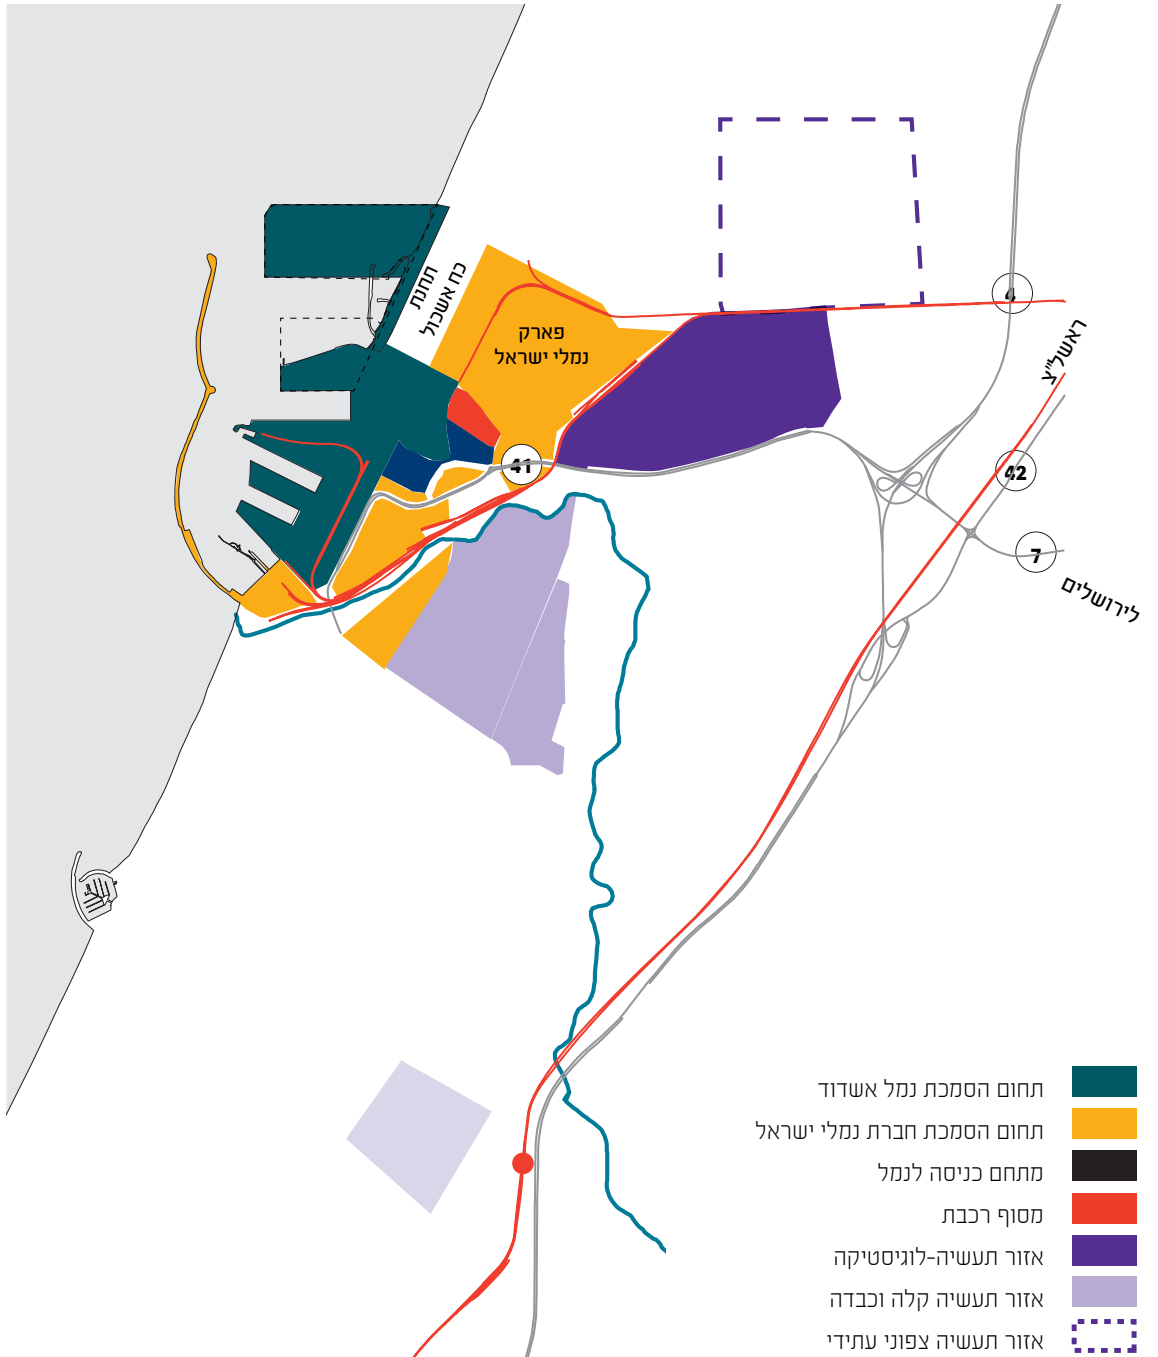 תחנת
כח אשכול
פארק
נמלי ישראל
4
ראשל"צ
41
42
7
לירושלים
תחום הסמכת נמל אשדוד
תחום הסמכת חברת נמלי ישראל
מתחם כניסה לנמל
מסוף רכבת
אזור תעשיה-לוגיסטיקה
אזור תעשיה קלה וכבדה
אזור תעשיה צפוני עתידי